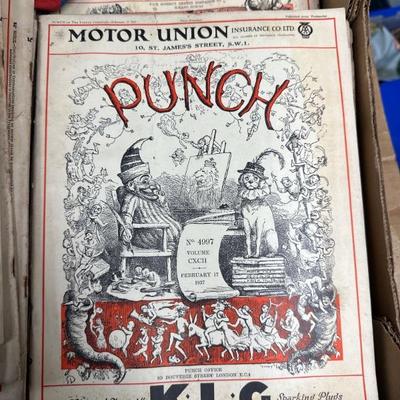 MOTOR · UNION INSURANCE CO LTD
10, ST. JAMES'S STREET, S.W.1.
PUNCH
No 4997
VOLUME
CXCII
FEBRUARY 17
1937
PUNCH OFFICE
10 BOUVERIE STREET LONDON E.C.4
K·L·G Sparking Plugs